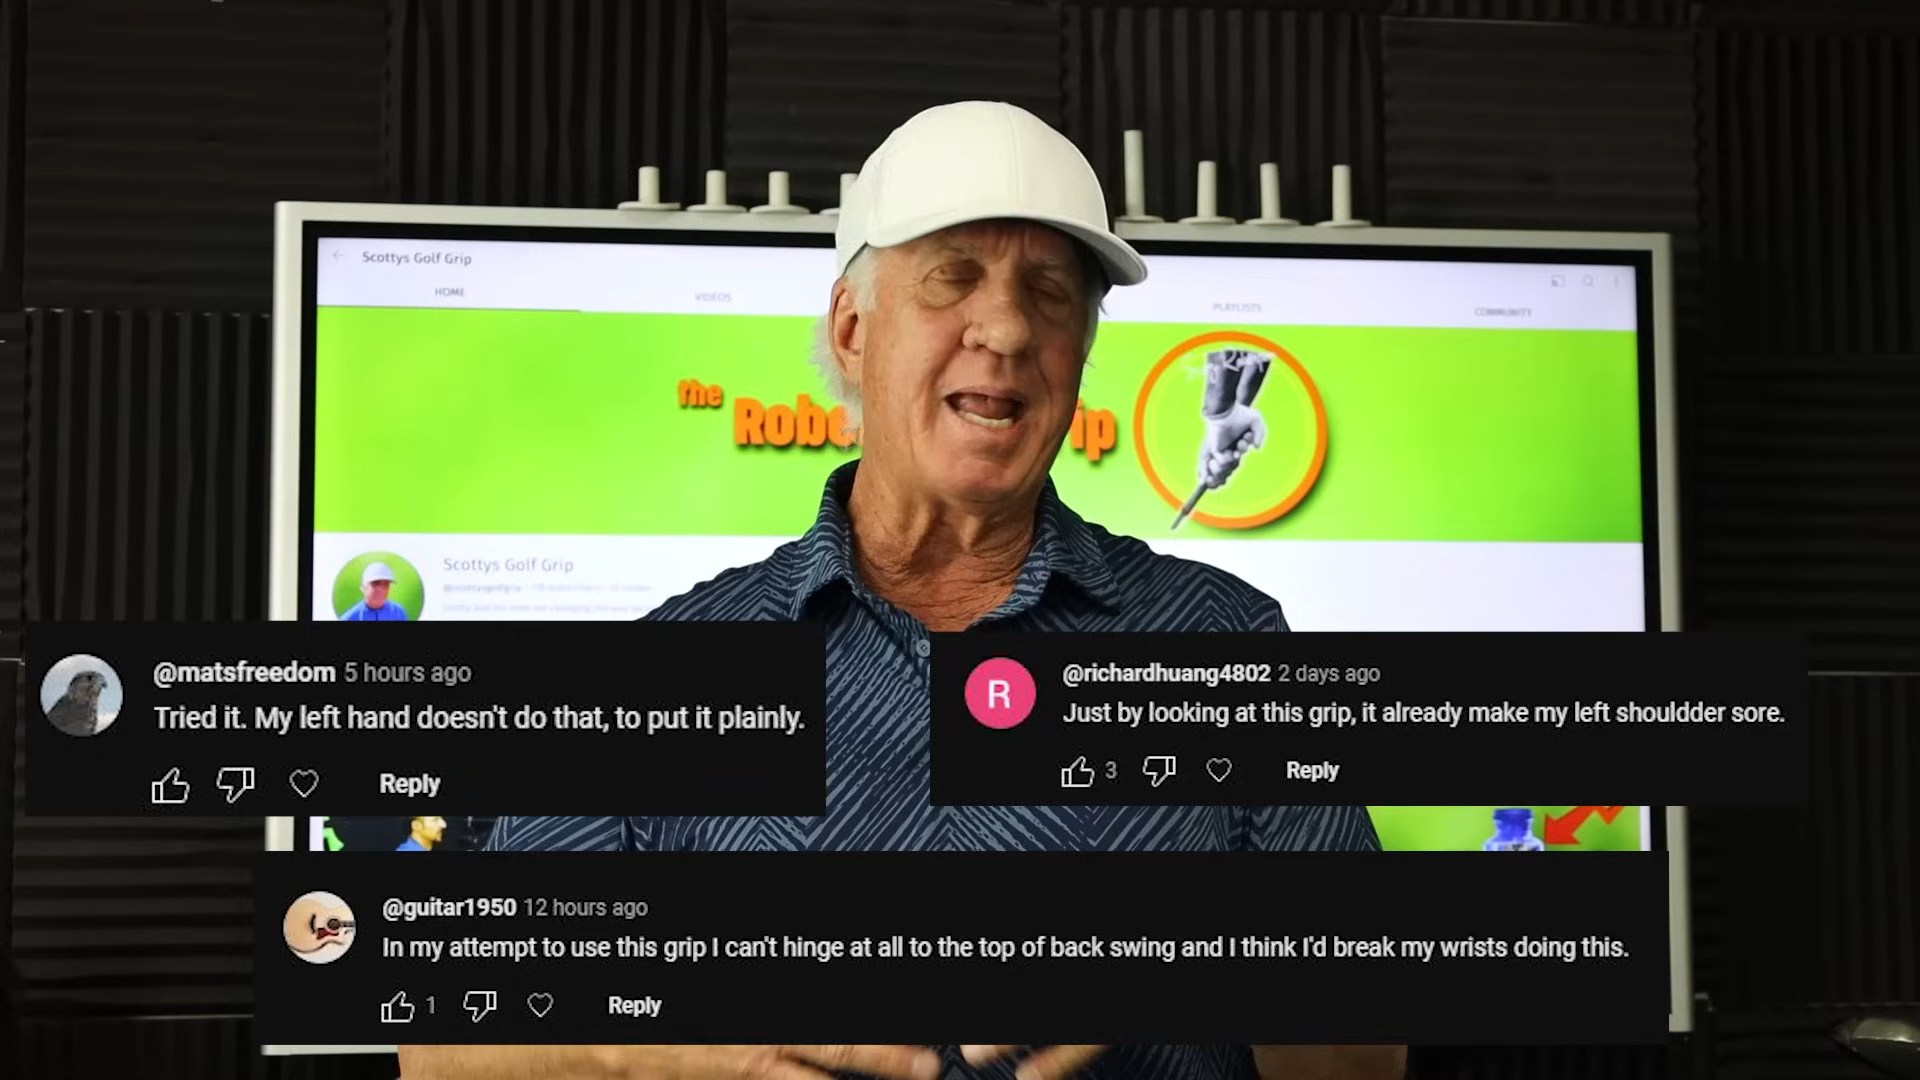 Scottys Golf Grip
HOME
VIDEOS
PLAYLISTS
COMMUNITY
the
Scottys Golf Grip
@matsfreedom 5 hours ago
Tried it. My left hand doesn't do that, to put it plainly.
Reply
@richardhuang4802 2 days ago
R
Just by looking at this grip, it already make my left shouldder sore.
3
Reply
@guitar1950 12 hours ago
In my attempt to use this grip I can't hinge at all to the top of back swing and I think I'd break my wrists doing this.
1
Reply